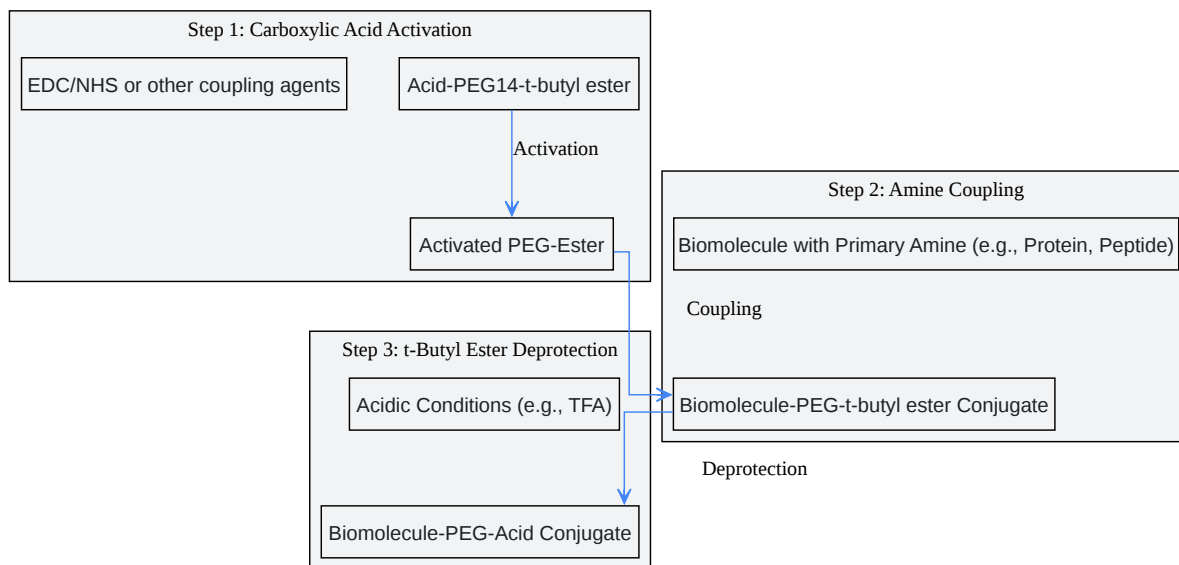 Step 1: Carboxylic Acid Activation
EDC/NHS or other coupling agents
Acid-PEG14-t-butyl ester
Activation
Activated PEG-Ester
Step 2: Amine Coupling
Biomolecule with Primary Amine (e.g., Protein, Peptide)
Coupling
Biomolecule-PEG-t-butyl ester Conjugate
Step 3: t-Butyl Ester Deprotection
Acidic Conditions (e.g., TFA)
Deprotection
Biomolecule-PEG-Acid Conjugate